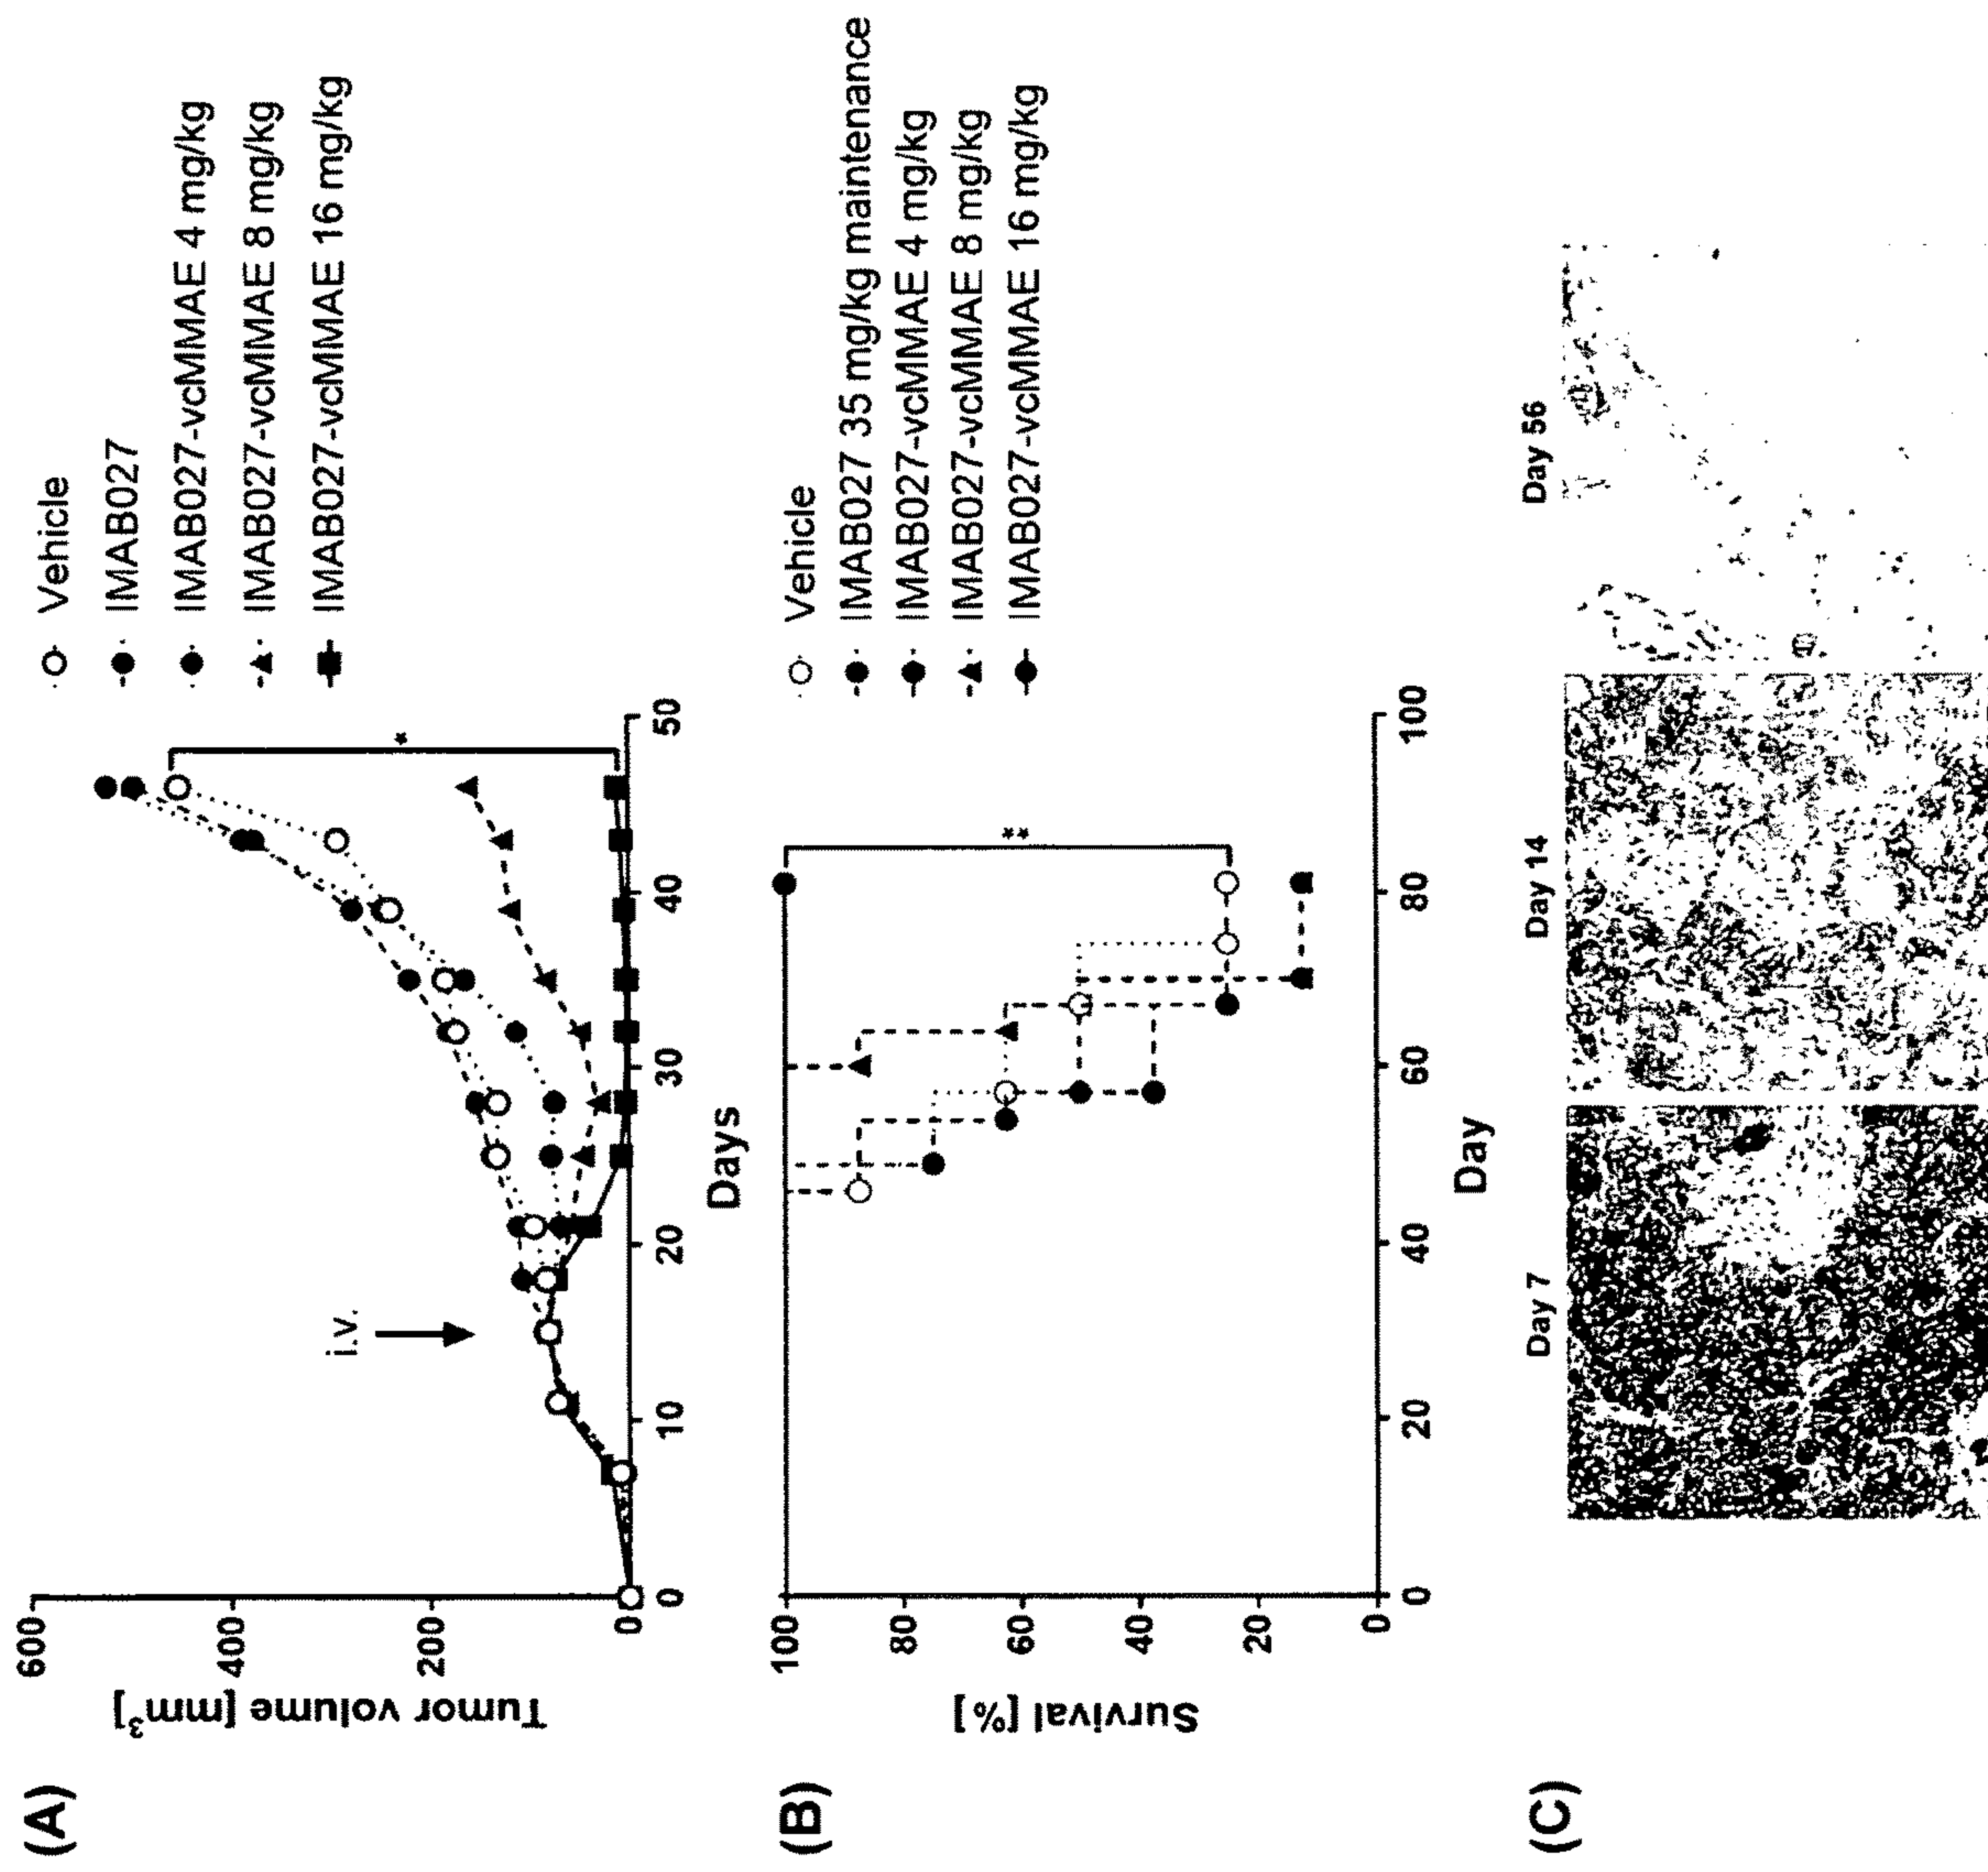 (A)
Tumor volume [mm³]
600
400
200
0
0
10
20
30
40
50
Days
i.v.
*
Vehicle
IMAB027
IMAB027-vcMMAE 4 mg/kg
IMAB027-vcMMAE 8 mg/kg
IMAB027-vcMMAE 16 mg/kg
(B)
Survival [%]
100
80
60
40
20
0
0
20
40
60
80
100
Day
**
Vehicle
IMAB027 35 mg/kg maintenance
IMAB027-vcMMAE 4 mg/kg
IMAB027-vcMMAE 8 mg/kg
IMAB027-vcMMAE 16 mg/kg
(C)
Day 7
Day 14
Day 56